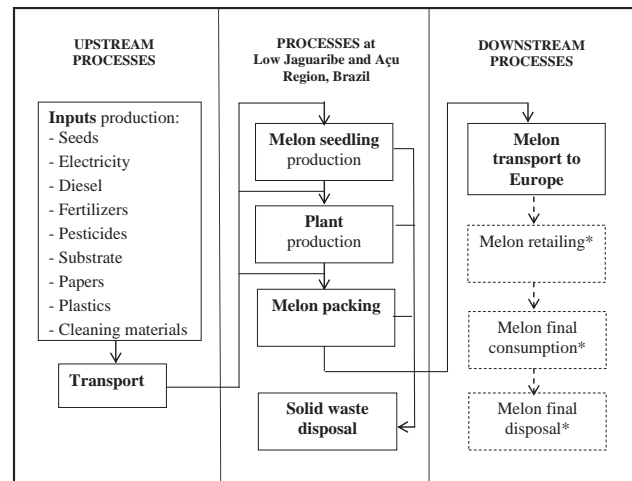 UPSTREAM
PROCESSES
Inputs production:
- Seeds
- Electricity
- Diesel
- Fertilizers
- Pesticides
- Substrate
- Papers
- Plastics
- Cleaning materials
Transport
PROCESSES at
Low Jaguaribe and Açu
Region, Brazil
Melon seedling
production
Plant
production
Melon packing
Solid waste
disposal
DOWNSTREAM
PROCESSES
Melon
transport to
Europe
Melon retailing*
Melon final
consumption*
Melon final
disposal*